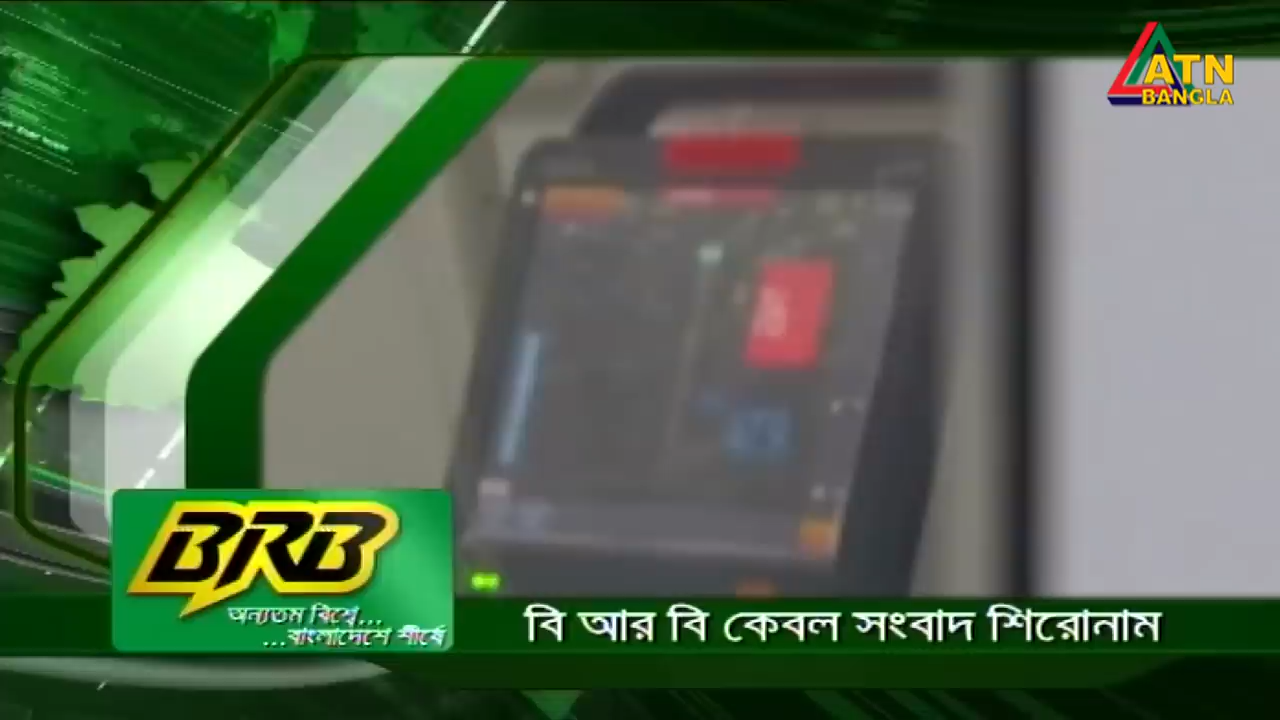 ATN
BANGLA
BRB
অন্যতম বিশ্বে...
...বাংলাদেশে শীর্ষে
বি আর বি কেবল সংবাদ শিরোনাম